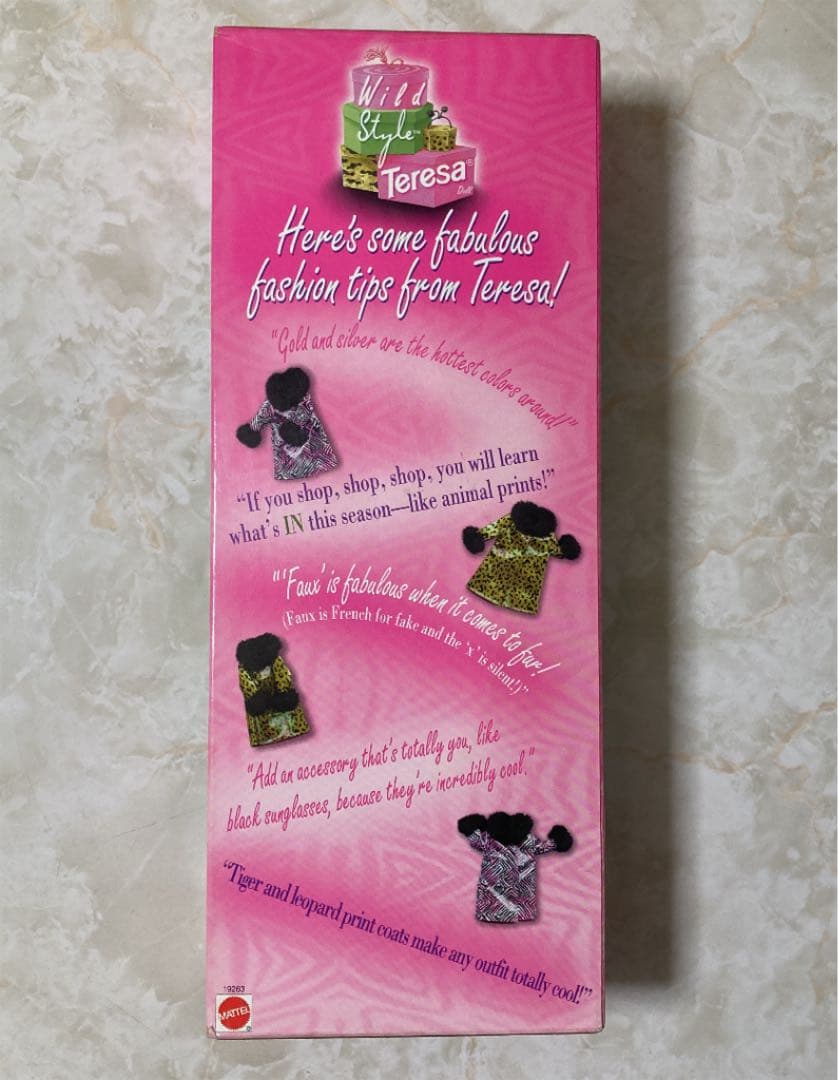 Wild
Style™
Teresa®
Doll
Here's some fabulous
fashion tips from Teresa!
"Gold and silver are the hottest colors around!"
"If you shop, shop, shop, you will learn
what's IN this season—like animal prints!"
"'Faux' is fabulous when it comes to fur!
(Faux is French for fake and the 'x' is silent!)"
"Add an accessory that's totally you, like
black sunglasses, because they're incredibly cool."
"Tiger and leopard print coats make any outfit totally cool!"
19263
MATTEL